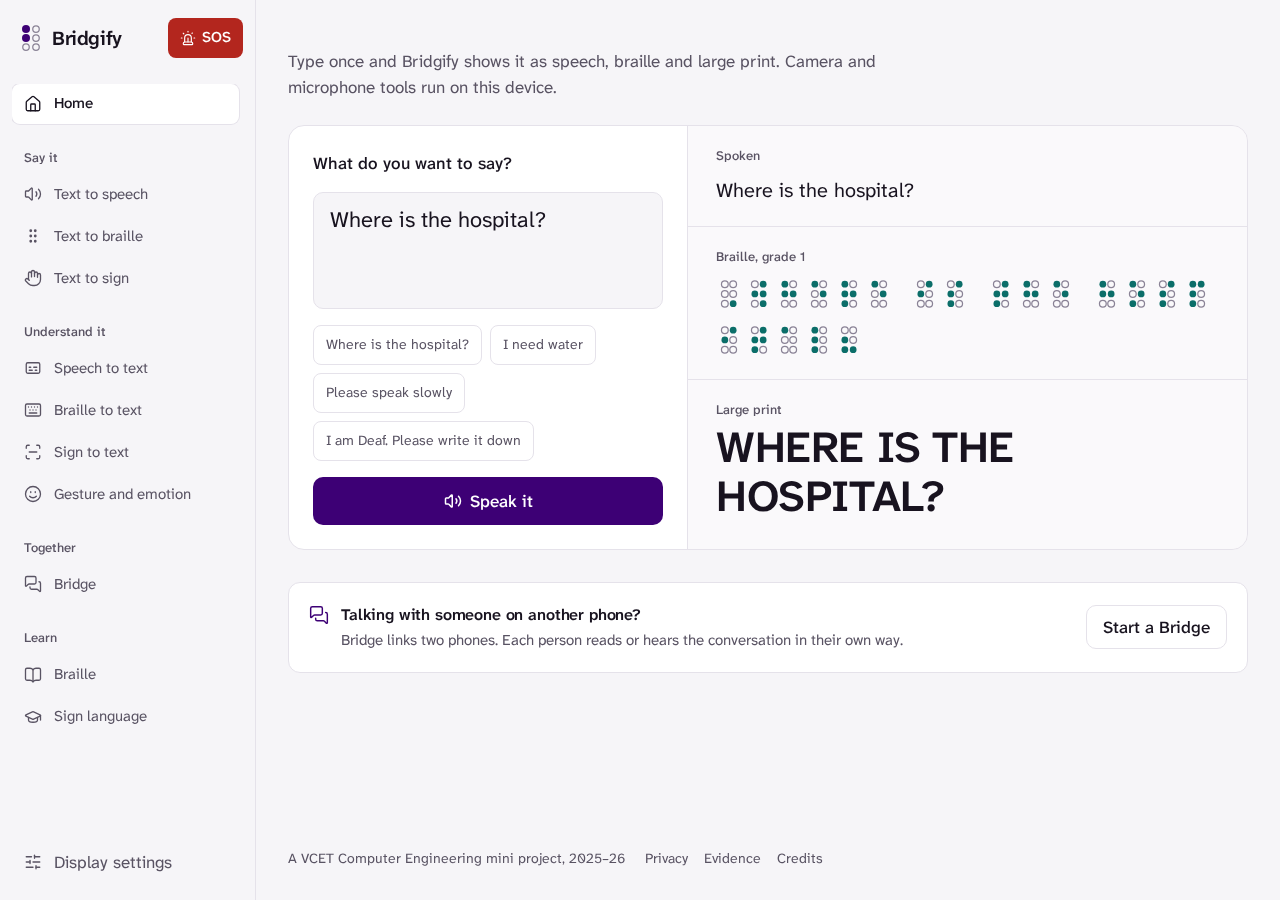 Bridgify
SOS
Home
Say it
Text to speech
Text to braille
Text to sign
Understand it
Speech to text
Braille to text
Sign to text
Gesture and emotion
Together
Bridge
Learn
Braille
Sign language
Display settings
Type once and Bridgify shows it as speech, braille and large print. Camera and
microphone tools run on this device.
What do you want to say?
Where is the hospital?
Where is the hospital?
I need water
Please speak slowly
I am Deaf. Please write it down
Speak it
Spoken
Where is the hospital?
Braille, grade 1
⠠⠺⠓⠑⠗⠑ ⠊⠎ ⠞⠓⠑ ⠓⠕⠎⠏
⠊⠞⠁⠇⠦
Large print
WHERE IS THE
HOSPITAL?
Talking with someone on another phone?
Bridge links two phones. Each person reads or hears the conversation in their own way.
Start a Bridge
A VCET Computer Engineering mini project, 2025–26
Privacy
Evidence
Credits